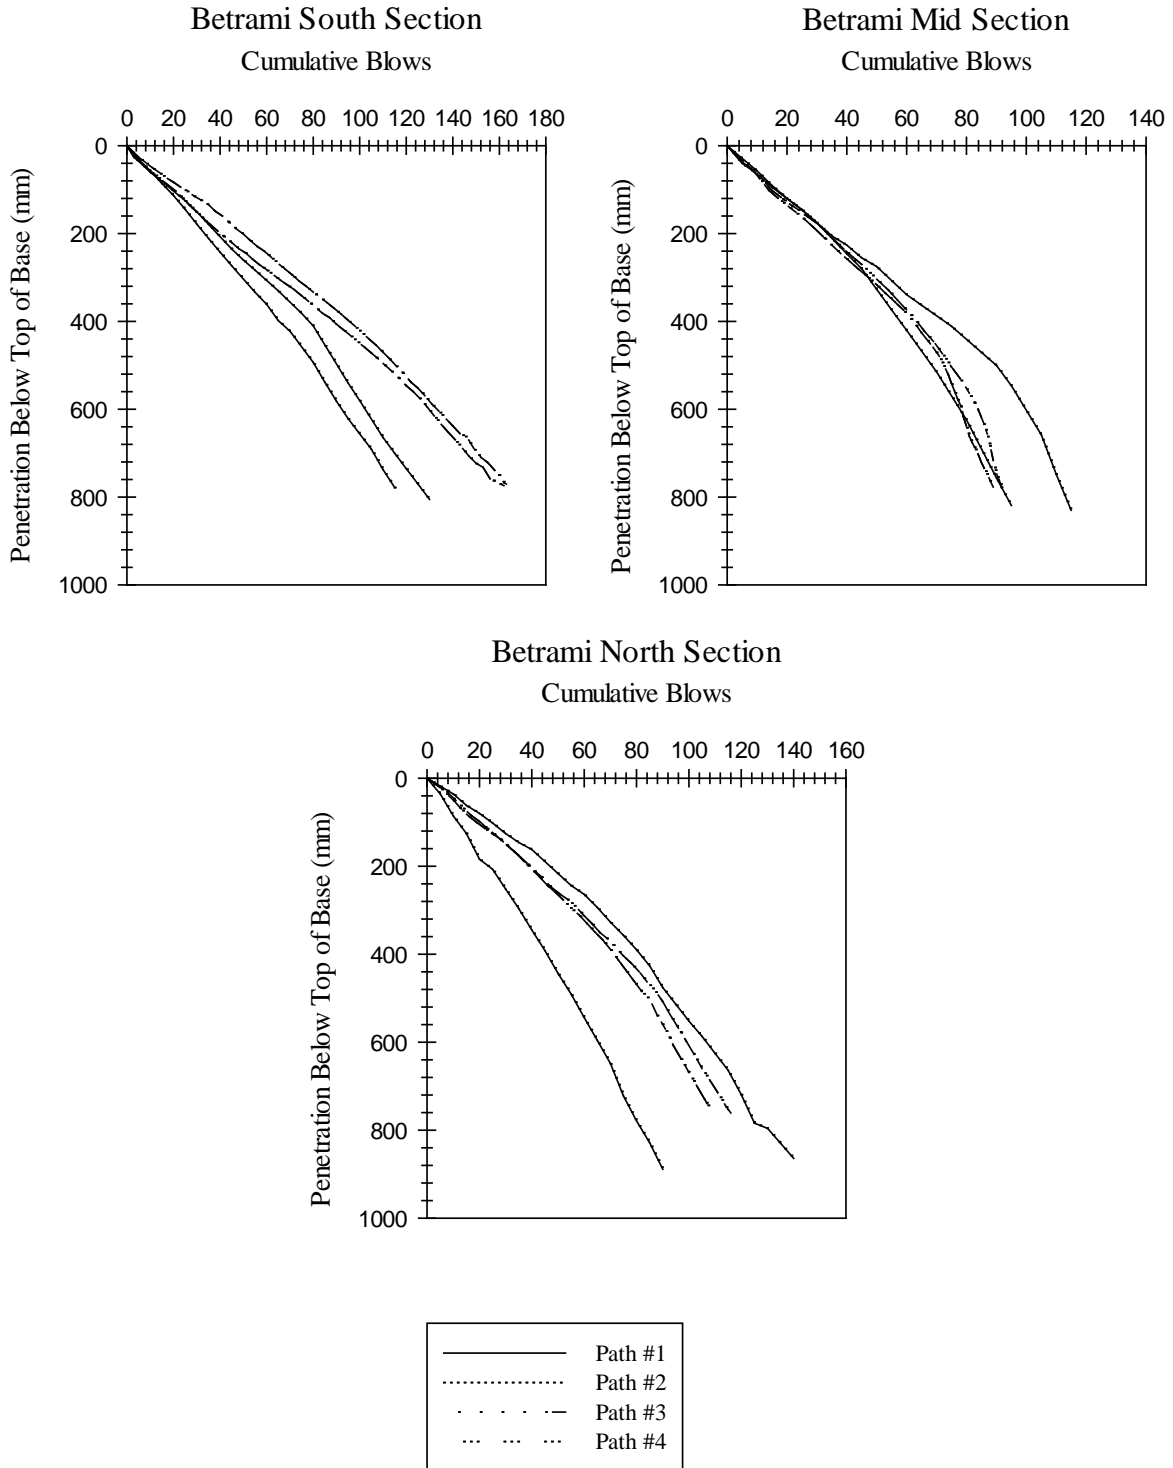 Betrami South Section
Cumulative Blows
0 20 40 60 80 100 120 140 160 180
0
200
400
600
800
1000
Penetration Below Top of Base (mm)
Betrami Mid Section
Cumulative Blows
0 20 40 60 80 100 120 140
0
200
400
600
800
1000
Penetration Below Top of Base (mm)
Betrami North Section
Cumulative Blows
0 20 40 60 80 100 120 140 160
0
200
400
600
800
1000
Penetration Below Top of Base (mm)
Path #1
Path #2
Path #3
Path #4